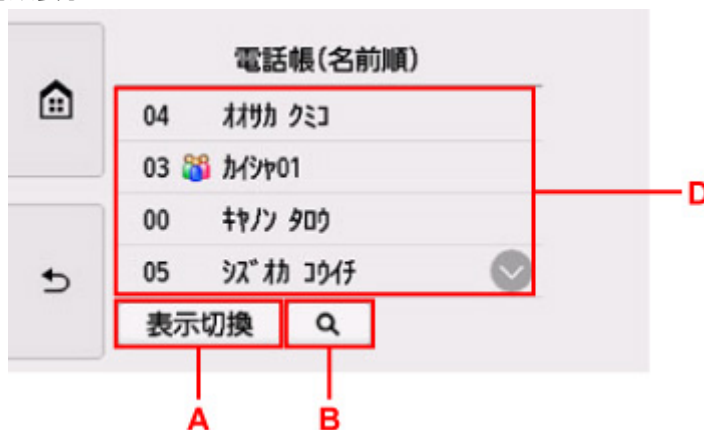 電話帳(名前順)
04 オオサカ クミコ
03 カイシャ01
00 キヤノン タロウ
05 シズオカ コウイチ
表示切換
A
B
D